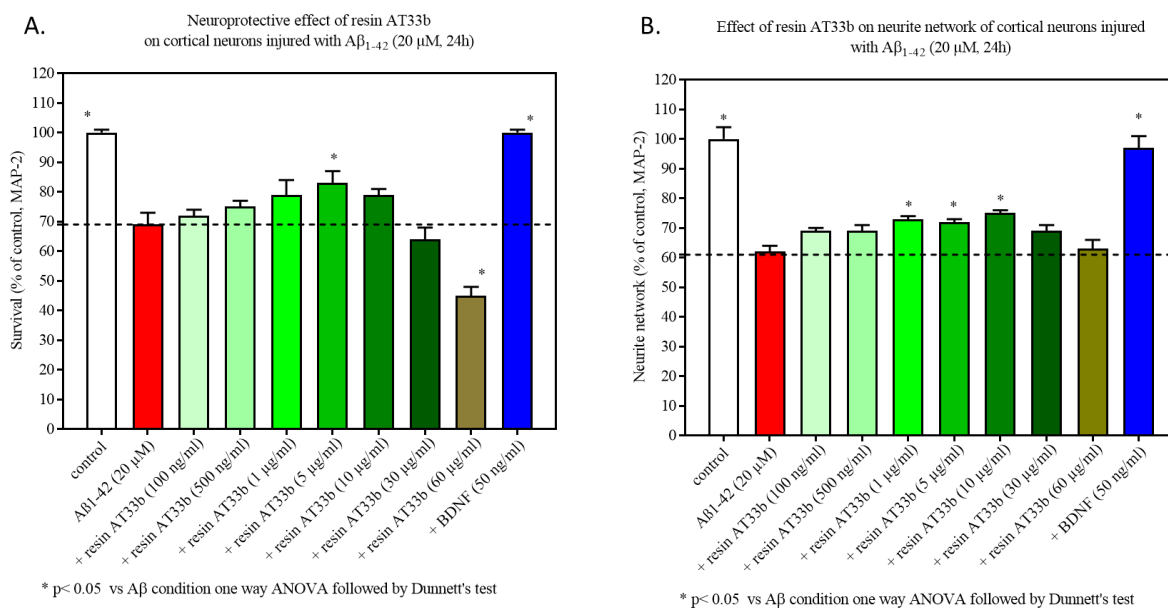 A.
Neuroprotective effect of resin AT33b
on cortical neurons injured with Aβ1-42 (20 µM, 24h)
Survival (% of control, MAP-2)
120
110
100
90
80
70
60
50
40
30
20
10
0
*
*
*
*
control
Aß1-42 (20 µM)
+ resin AT33b (100 ng/ml)
+ resin AT33b (500 ng/ml)
+ resin AT33b (1 µg/ml)
+ resin AT33b (5 µg/ml)
+ resin AT33b (10 µg/ml)
+ resin AT33b (30 µg/ml)
+ resin AT33b (60 µg/ml)
+ BDNF (50 ng/ml)
* p< 0.05 vs Aβ condition one way ANOVA followed by Dunnett's test
B.
Effect of resin AT33b on neurite network of cortical neurons injured
with Aβ1-42 (20 µM, 24h)
Neurite network (% of control, MAP-2)
120
110
100
90
80
70
60
50
40
30
20
10
0
*
*
*
*
*
control
Aß1-42 (20 µM)
+ resin AT33b (100 ng/ml)
+ resin AT33b (500 ng/ml)
+ resin AT33b (1 µg/ml)
+ resin AT33b (5 µg/ml)
+ resin AT33b (10 µg/ml)
+ resin AT33b (30 µg/ml)
+ resin AT33b (60 µg/ml)
+ BDNF (50 ng/ml)
* p< 0.05 vs Aβ condition one way ANOVA followed by Dunnett's test